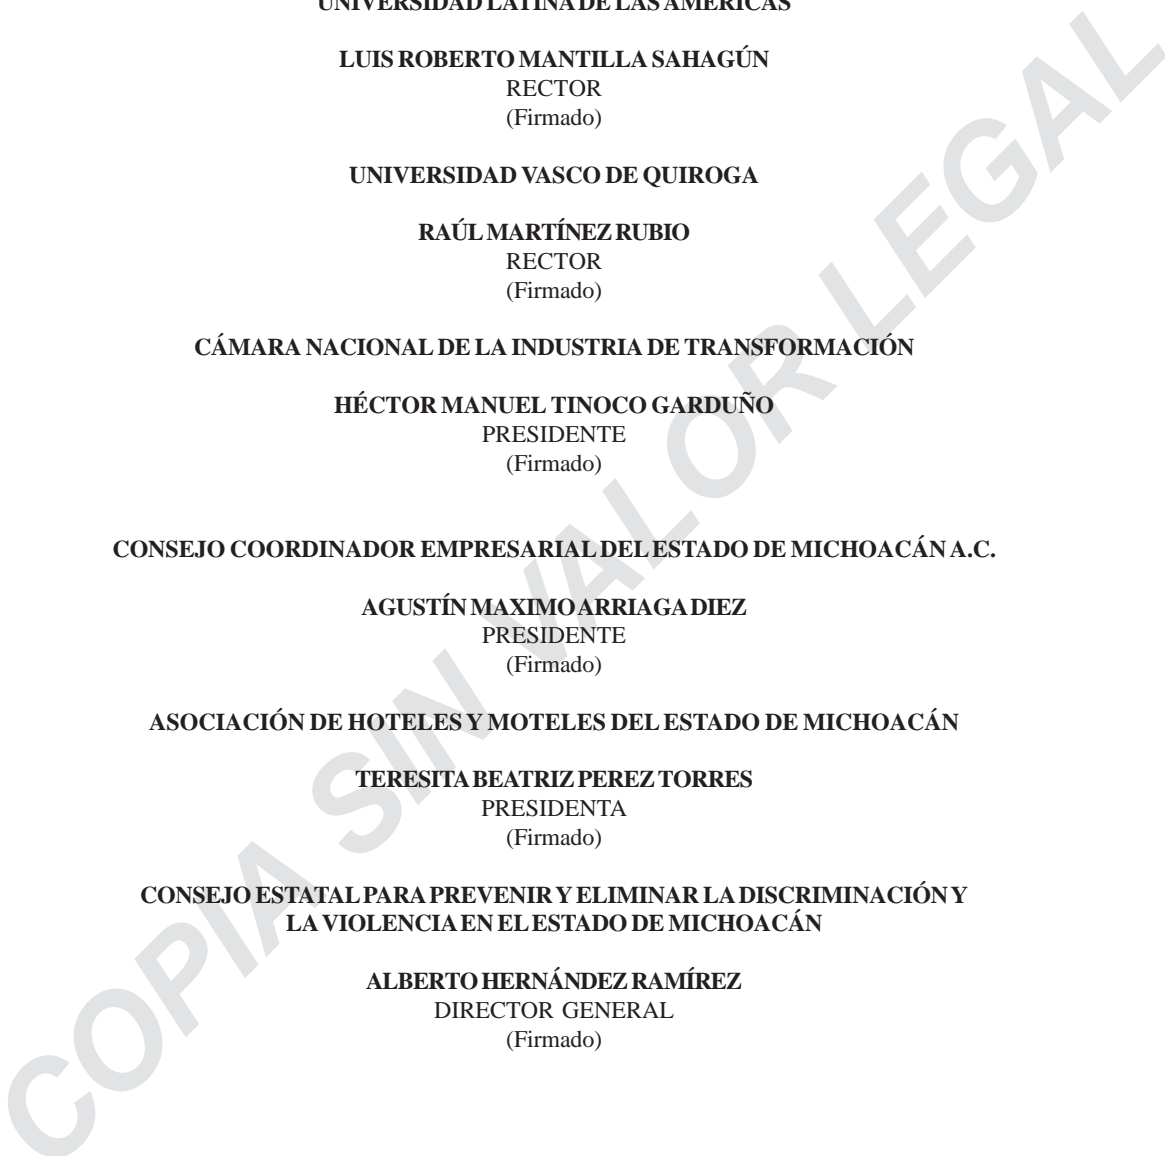 UNIVERSIDAD LATINA DE LAS AMÉRICAS
LUIS ROBERTO MANTILLA SAHAGÚN
RECTOR
(Firmado)
UNIVERSIDAD VASCO DE QUIROGA
RAÚL MARTÍNEZ RUBIO
RECTOR
(Firmado)
CÁMARA NACIONAL DE LA INDUSTRIA DE TRANSFORMACIÓN
HÉCTOR MANUEL TINOCO GARDUÑO
PRESIDENTE
(Firmado)
CONSEJO COORDINADOR EMPRESARIAL DEL ESTADO DE MICHOACÁN A.C.
AGUSTÍN MAXIMO ARRIAGA DIEZ
PRESIDENTE
(Firmado)
ASOCIACIÓN DE HOTELES Y MOTELES DEL ESTADO DE MICHOACÁN
TERESITA BEATRIZ PEREZ TORRES
PRESIDENTA
(Firmado)
CONSEJO ESTATAL PARA PREVENIR Y ELIMINAR LA DISCRIMINACIÓN Y
LA VIOLENCIA EN EL ESTADO DE MICHOACÁN
ALBERTO HERNÁNDEZ RAMÍREZ
DIRECTOR GENERAL
(Firmado)
COPIA SIN VALOR LEGAL